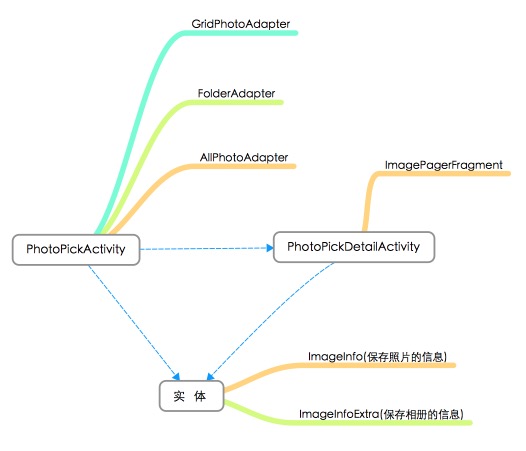 GridPhotoAdapter
FolderAdapter
AllPhotoAdapter
ImagePagerFragment
PhotoPickActivity
PhotoPickDetailActivity
ImageInfo(保存照片的信息)
实 体
ImageInfoExtra(保存相册的信息)